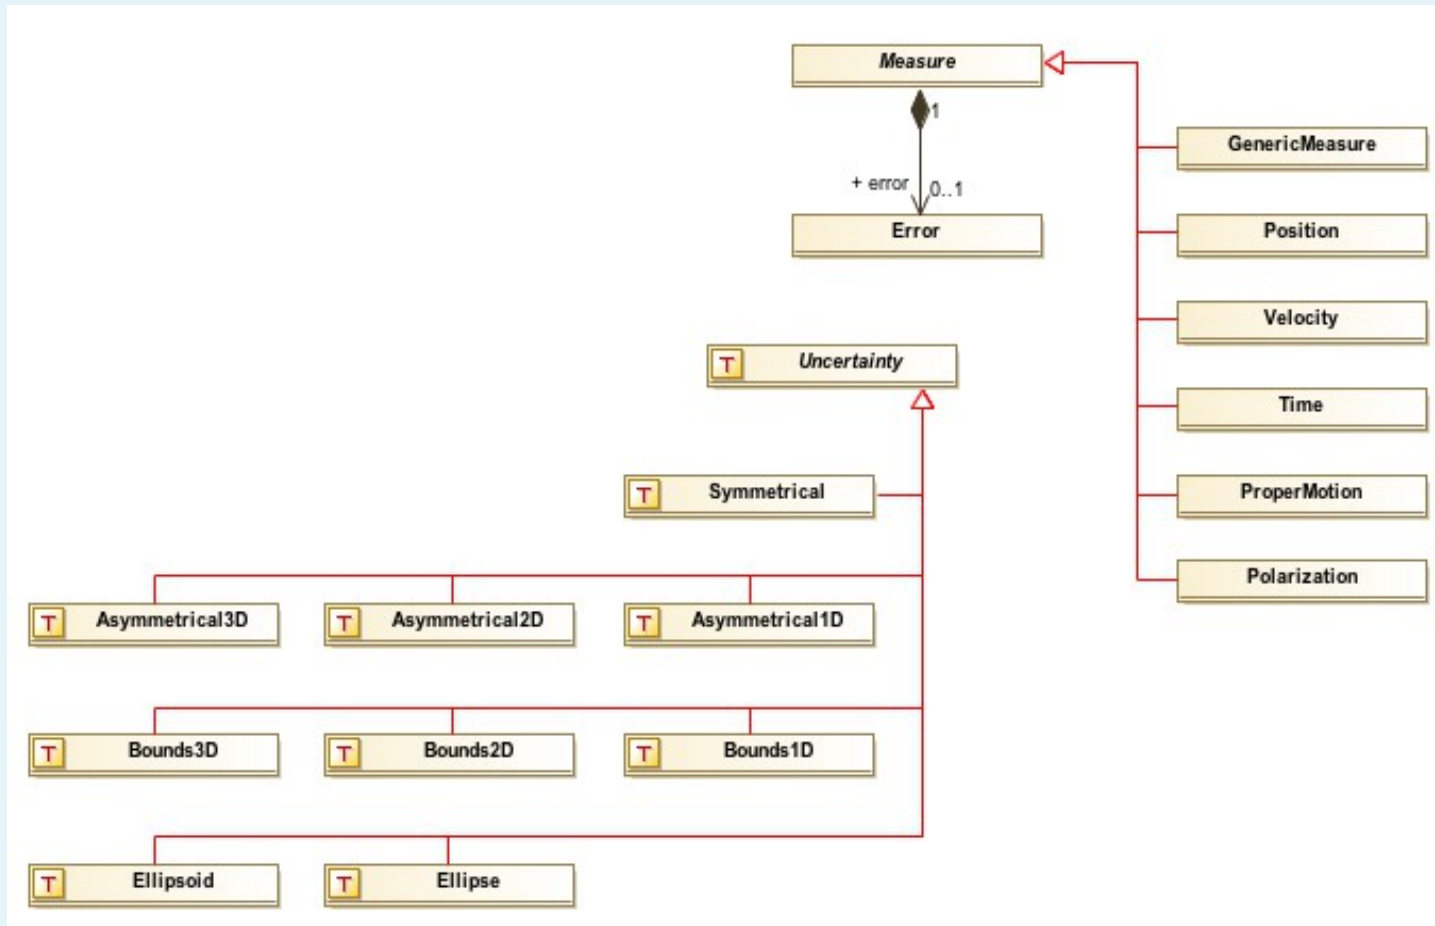 Measure
1
GenericMeasure
+ error
0..1
Error
Position
Velocity
T Uncertainty
Time
T Symmetrical
ProperMotion
Polarization
T Asymmetrical3D
T Asymmetrical2D
T Asymmetrical1D
T Bounds3D
T Bounds2D
T Bounds1D
T Ellipsoid
T Ellipse